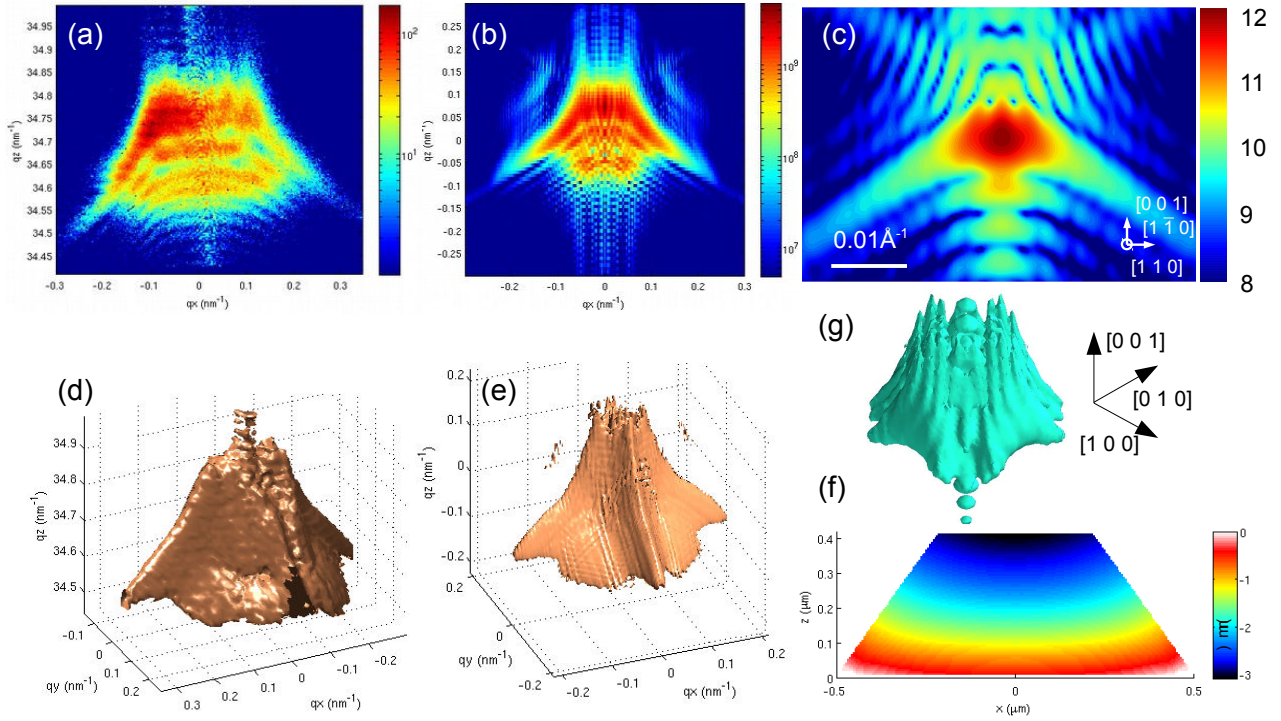 (a)
34.95
34.9
34.85
34.8
34.75
34.7
34.65
34.6
34.55
34.5
34.45
qz (nm⁻¹)
-0.3 -0.2 -0.1 0 0.1 0.2 0.3
qx (nm⁻¹)
10²
10¹
(b)
0.25
0.2
0.15
0.1
0.05
0
-0.05
-0.1
-0.15
-0.2
-0.25
qz (nm⁻¹)
-0.2 -0.1 0 0.1 0.2 0.3
qx (nm⁻¹)
10⁹
10⁸
10⁷
(c)
0.01Å⁻¹
[0 0 1]
[1 1̅ 0]
[1 1 0]
12
11
10
9
8
(d)
34.9
34.8
34.7
34.6
34.5
qz (nm⁻¹)
-0.1
0
0.1
0.2
qy (nm⁻¹)
0.3 0.2 0.1 0 -0.1 -0.2
qx (nm⁻¹)
(e)
0.2
0.1
0
-0.1
-0.2
qz (nm⁻¹)
0.2
0
-0.2
qy (nm⁻¹)
-0.2 -0.1 0 0.1 0.2
qx (nm⁻¹)
(g)
[0 0 1]
[0 1 0]
[1 0 0]
(f)
0.4
0.3
0.2
0.1
0
z (μm)
-0.5 0 0.5
x (μm)
0
-1
-2
-3
) m(